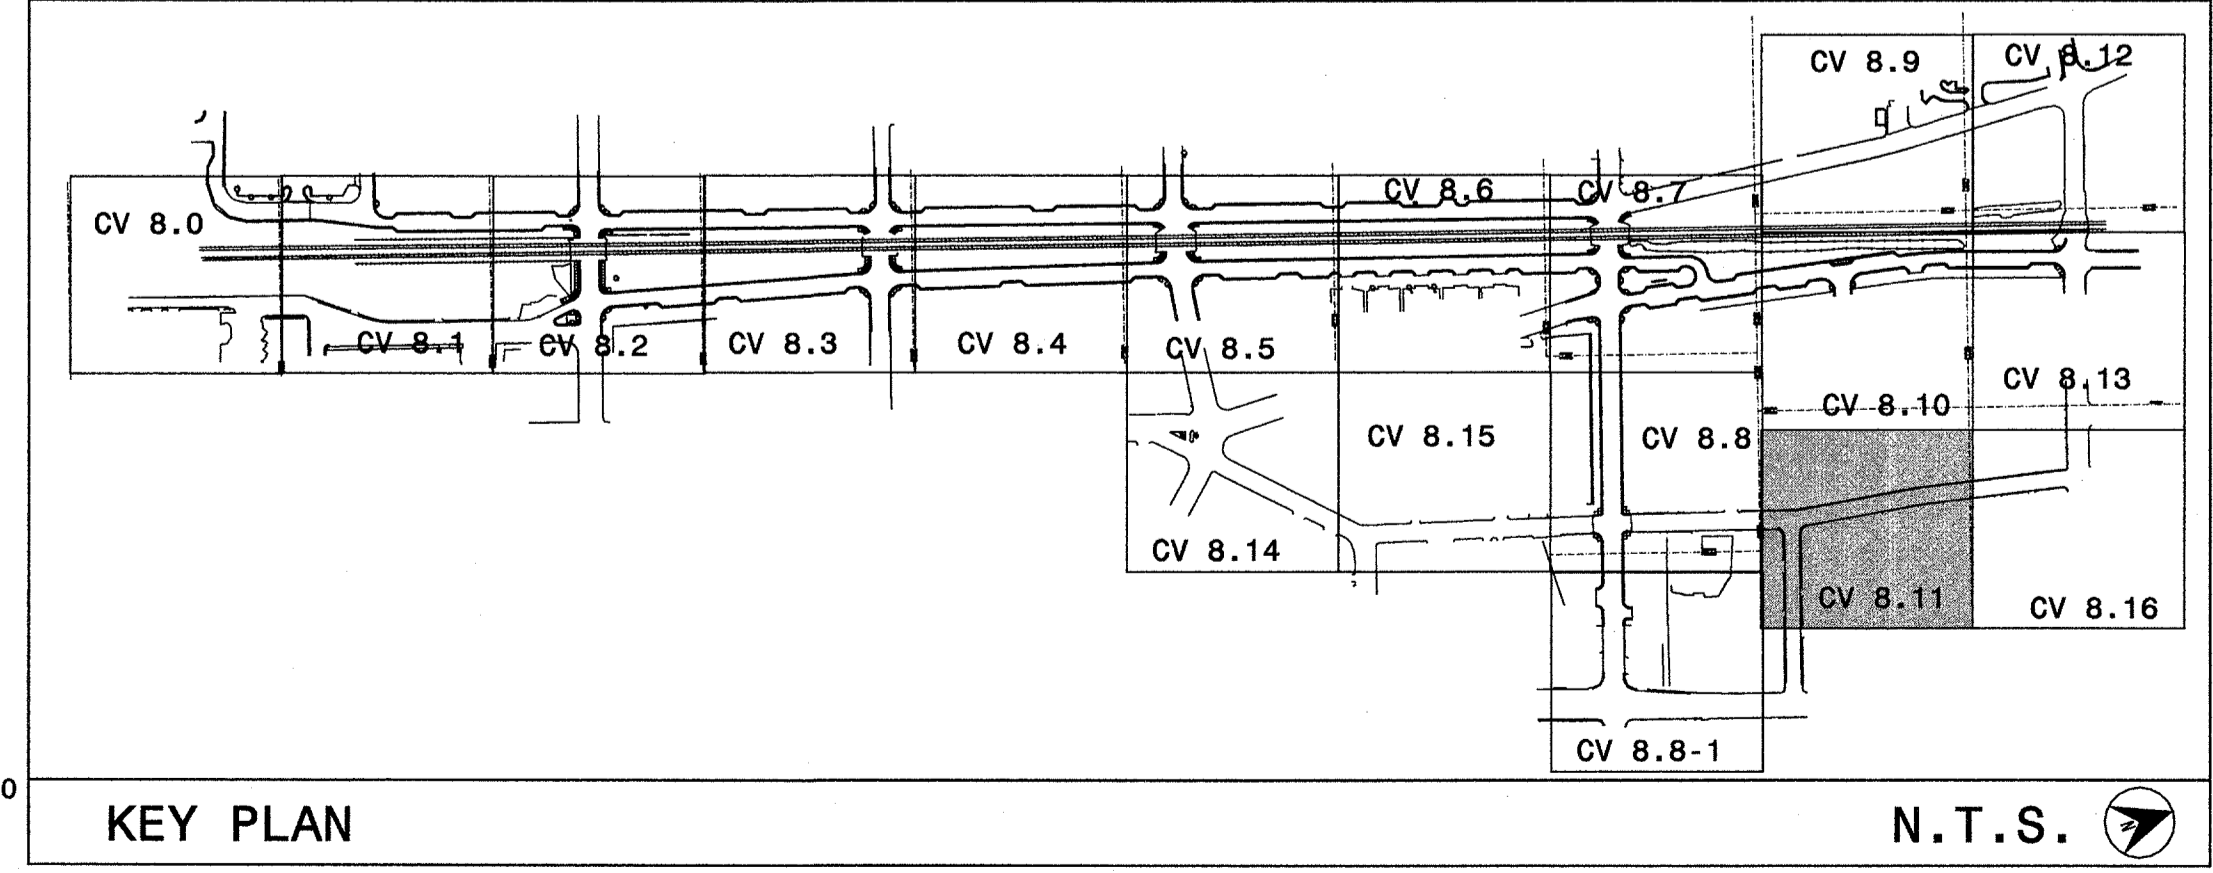 CV 8.9
CV 8.12
CV 8.0
CV 8.6
CV 8.7
CV 8.1
CV 8.2
CV 8.3
CV 8.4
CV 8.5
CV 8.13
CV 8.10
CV 8.15
CV 8.8
CV 8.14
CV 8.11
CV 8.16
CV 8.8-1
0
KEY PLAN
N.T.S.
N